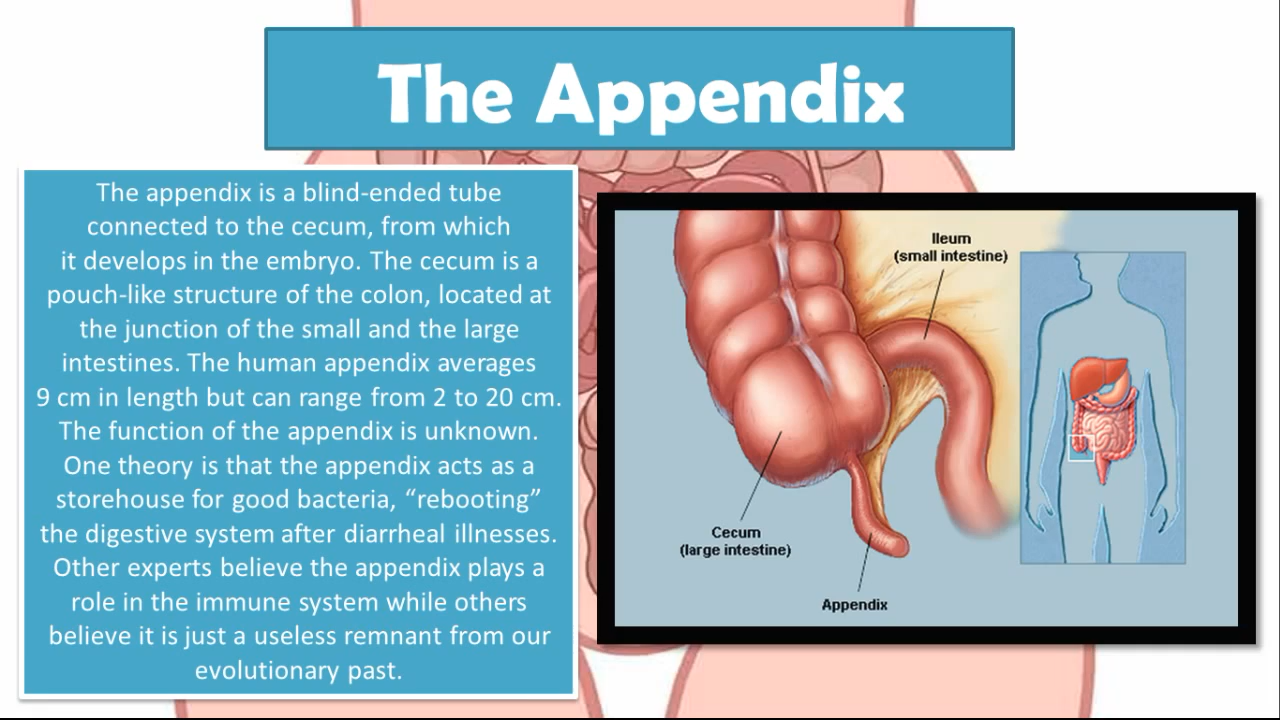 The Appendix
The appendix is a blind-ended tube
connected to the cecum, from which
it develops in the embryo. The cecum is a
pouch-like structure of the colon, located at
the junction of the small and the large
intestines. The human appendix averages
9 cm in length but can range from 2 to 20 cm.
The function of the appendix is unknown.
One theory is that the appendix acts as a
storehouse for good bacteria, “rebooting”
the digestive system after diarrheal illnesses.
Other experts believe the appendix plays a
role in the immune system while others
believe it is just a useless remnant from our
evolutionary past.
Ileum
(small intestine)
Cecum
(large intestine)
Appendix